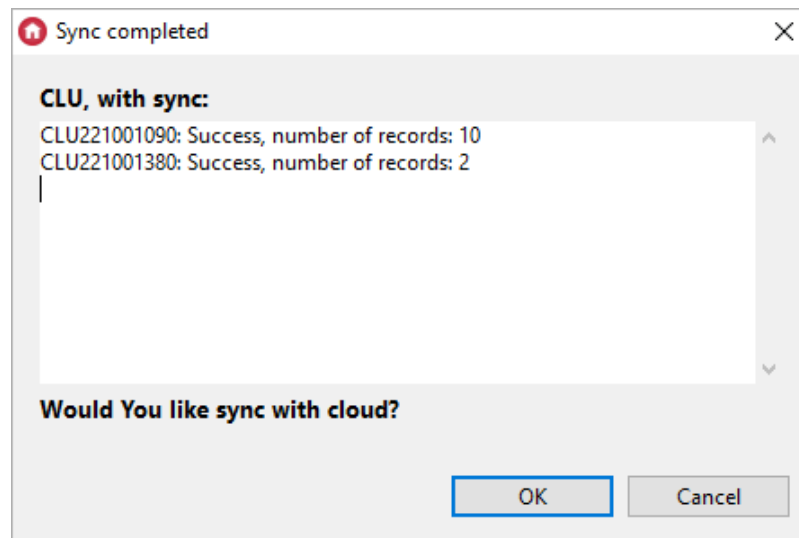 Sync completed
CLU, with sync:
CLU221001090: Success, number of records: 10
CLU221001380: Success, number of records: 2
Would You like sync with cloud?
OK
Cancel